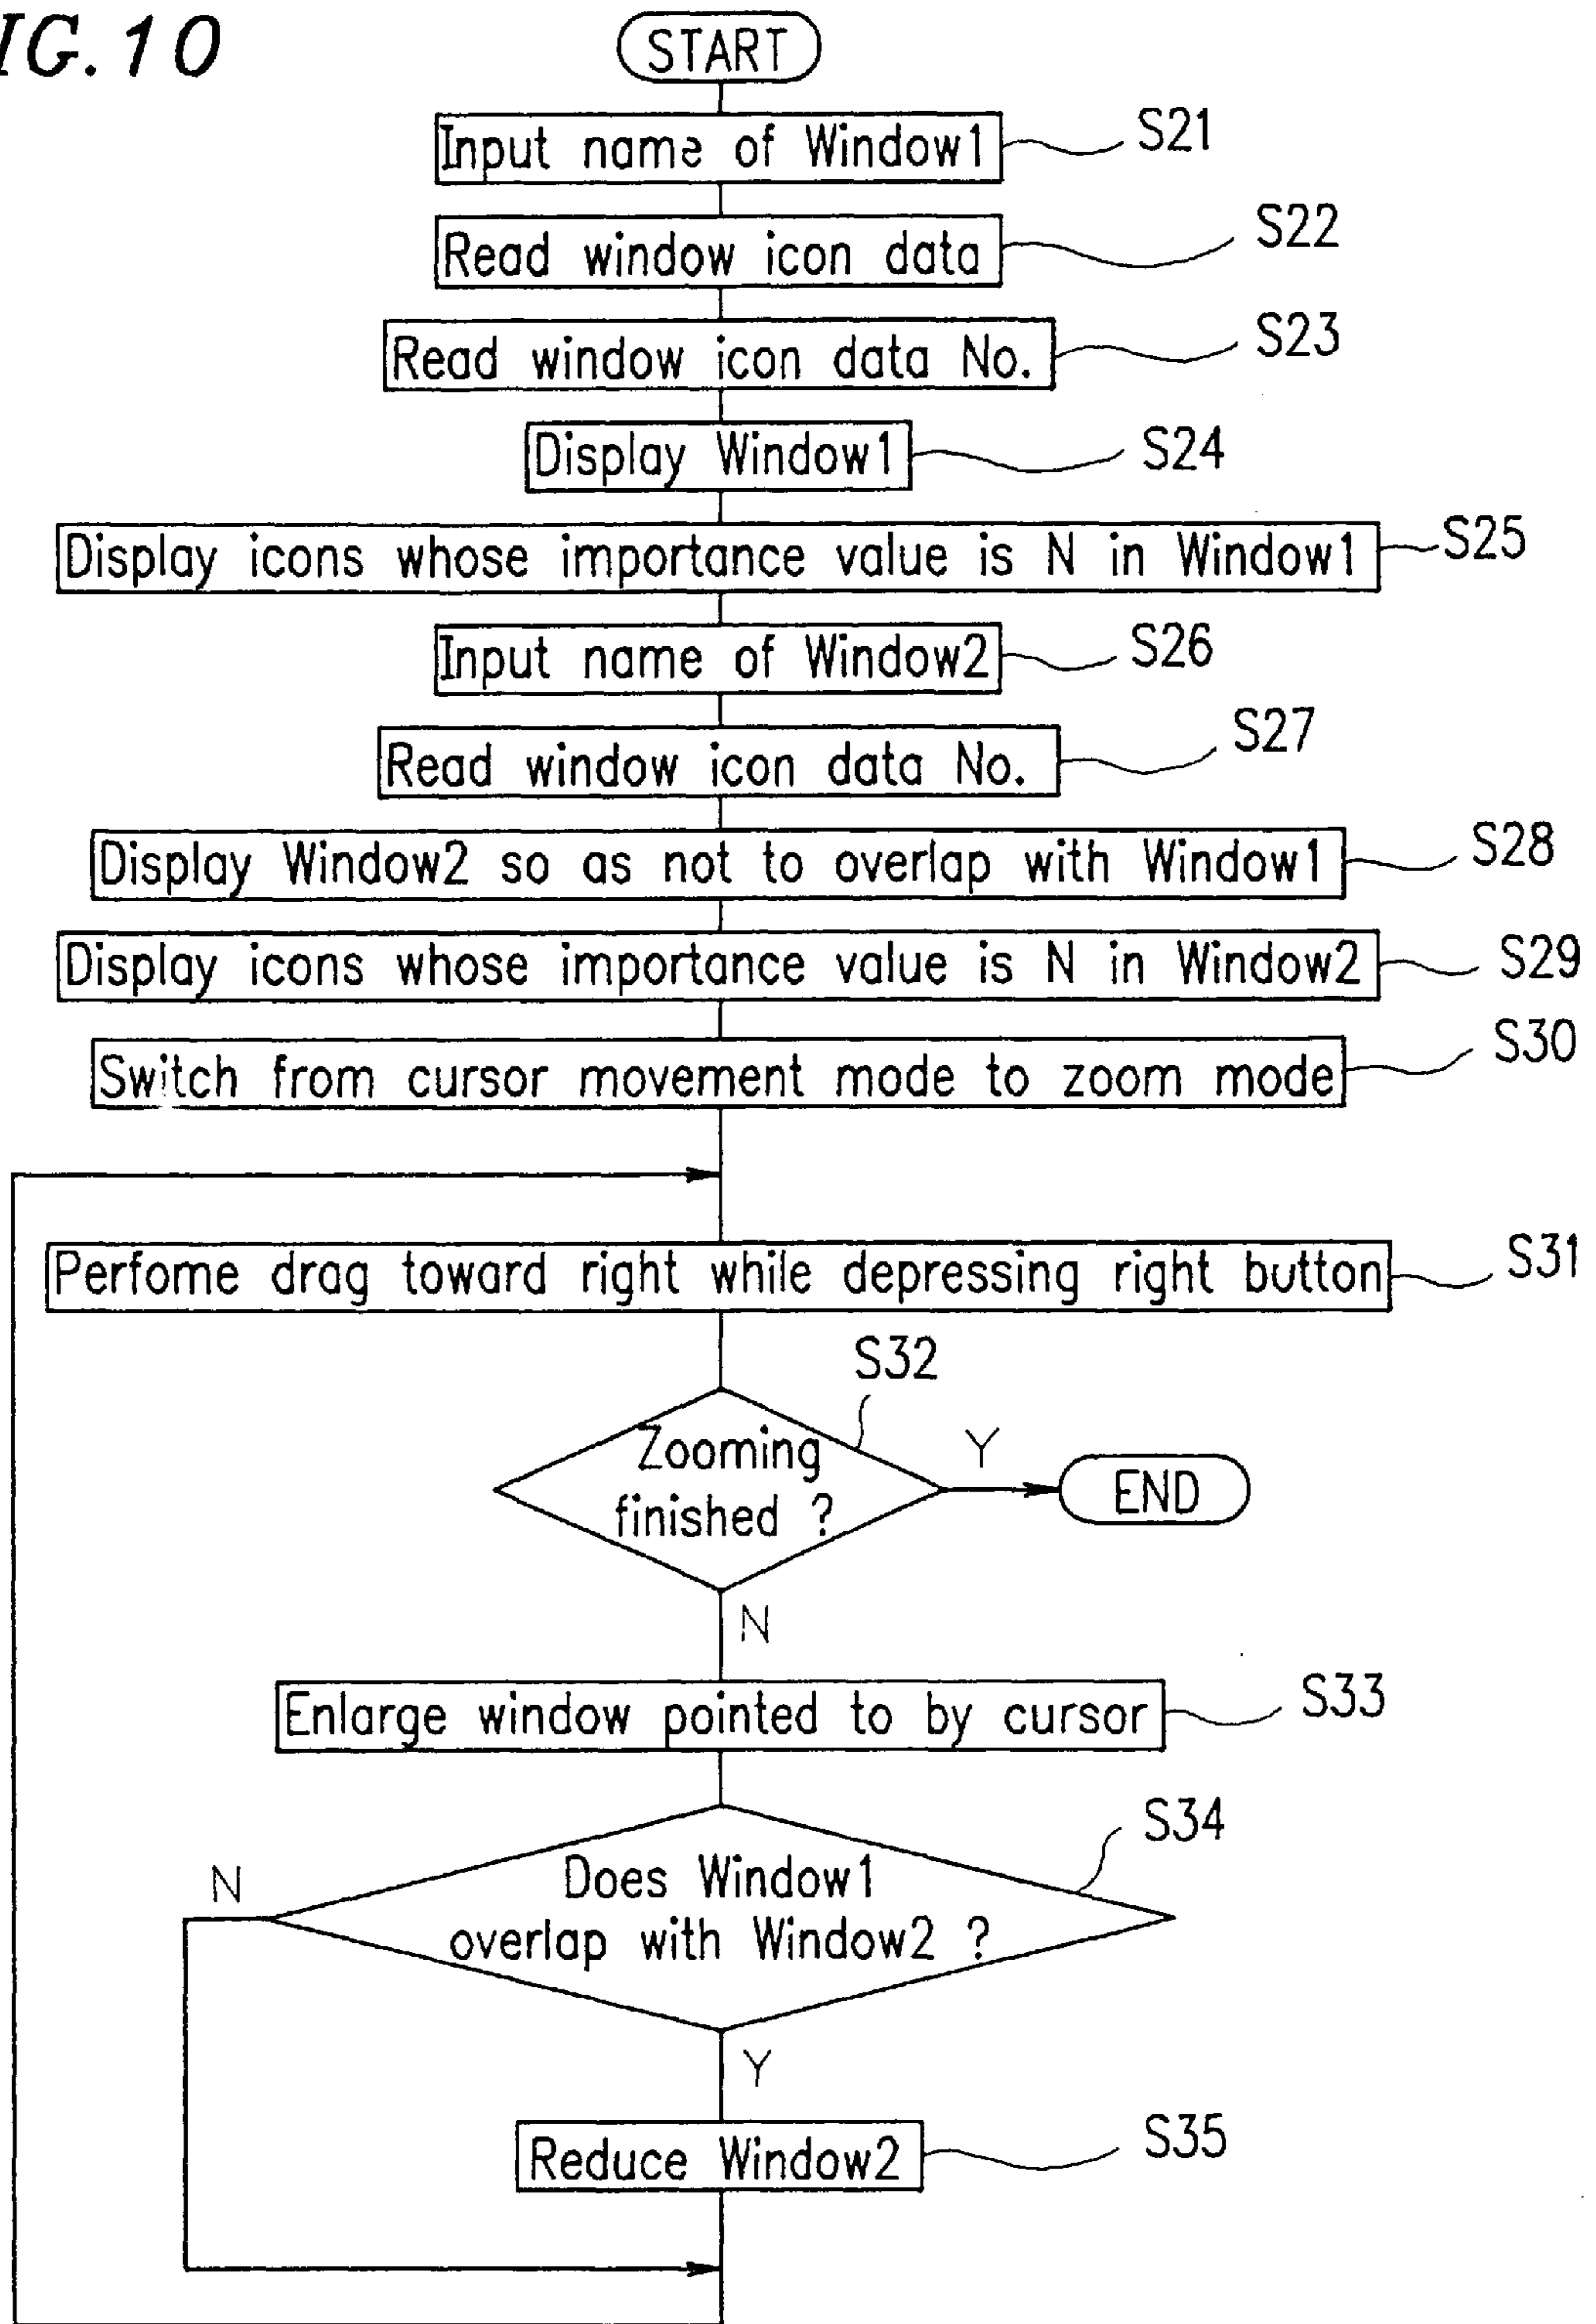 IG. 10
START
Input name of Window1
S21
Read window icon data
S22
Read window icon data No.
S23
Display Window1
S24
Display icons whose importance value is N in Window1
S25
Input name of Window2
S26
Read window icon data No.
S27
Display Window2 so as not to overlap with Window1
S28
Display icons whose importance value is N in Window2
S29
Switch from cursor movement mode to zoom mode
S30
Perfome drag toward right while depressing right button
S31
S32
Zooming
finished ?
Y
END
N
Enlarge window pointed to by cursor
S33
S34
N
Does Window1
overlap with Window2 ?
Y
Reduce Window2
S35